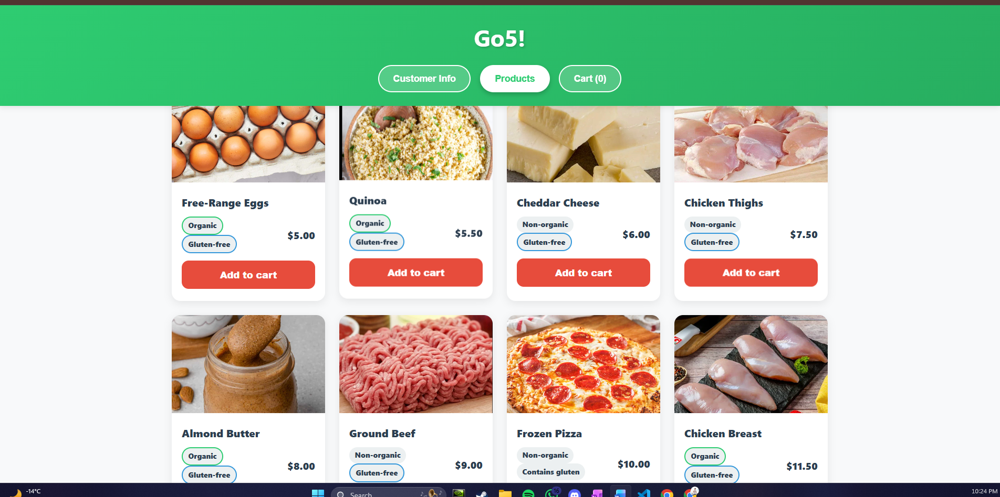 Go5!
Customer Info
Products
Cart (0)
Free-Range Eggs
Organic
Gluten-free
$5.00
Add to cart
Quinoa
Organic
Gluten-free
$5.50
Add to cart
Cheddar Cheese
Non-organic
Gluten-free
$6.00
Add to cart
Chicken Thighs
Non-organic
Gluten-free
$7.50
Add to cart
Almond Butter
Organic
Gluten-free
$8.00
Ground Beef
Non-organic
Gluten-free
$9.00
Frozen Pizza
Non-organic
Contains gluten
$10.00
Chicken Breast
Organic
Gluten-free
$11.50
-14°C
Search
16
10:24 PM